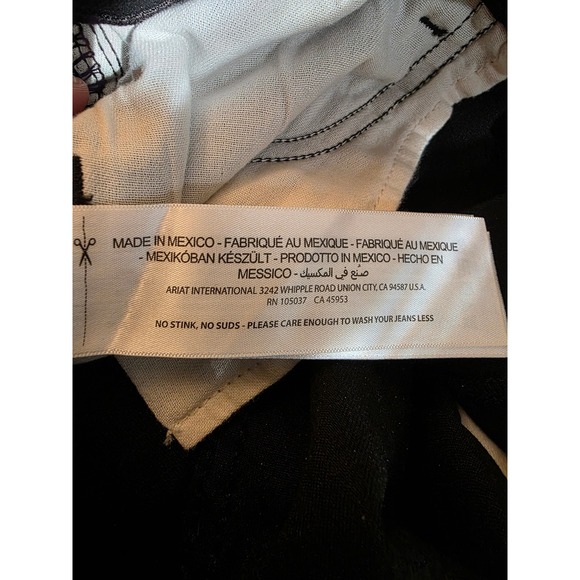 MADE IN MEXICO - FABRIQUÉ AU MEXIQUE - FABRIQUÉ AU MEXIQUE
- MEXIKÓBAN KÉSZÜLT - PRODOTTO IN MEXICO - HECHO EN
MESSICO - صنع في المكسيك
ARIAT INTERNATIONAL 3242 WHIPPLE ROAD UNION CITY, CA 94587 U.S.A.
RN 105037 CA 45953
NO STINK, NO SUDS - PLEASE CARE ENOUGH TO WASH YOUR JEANS LESS